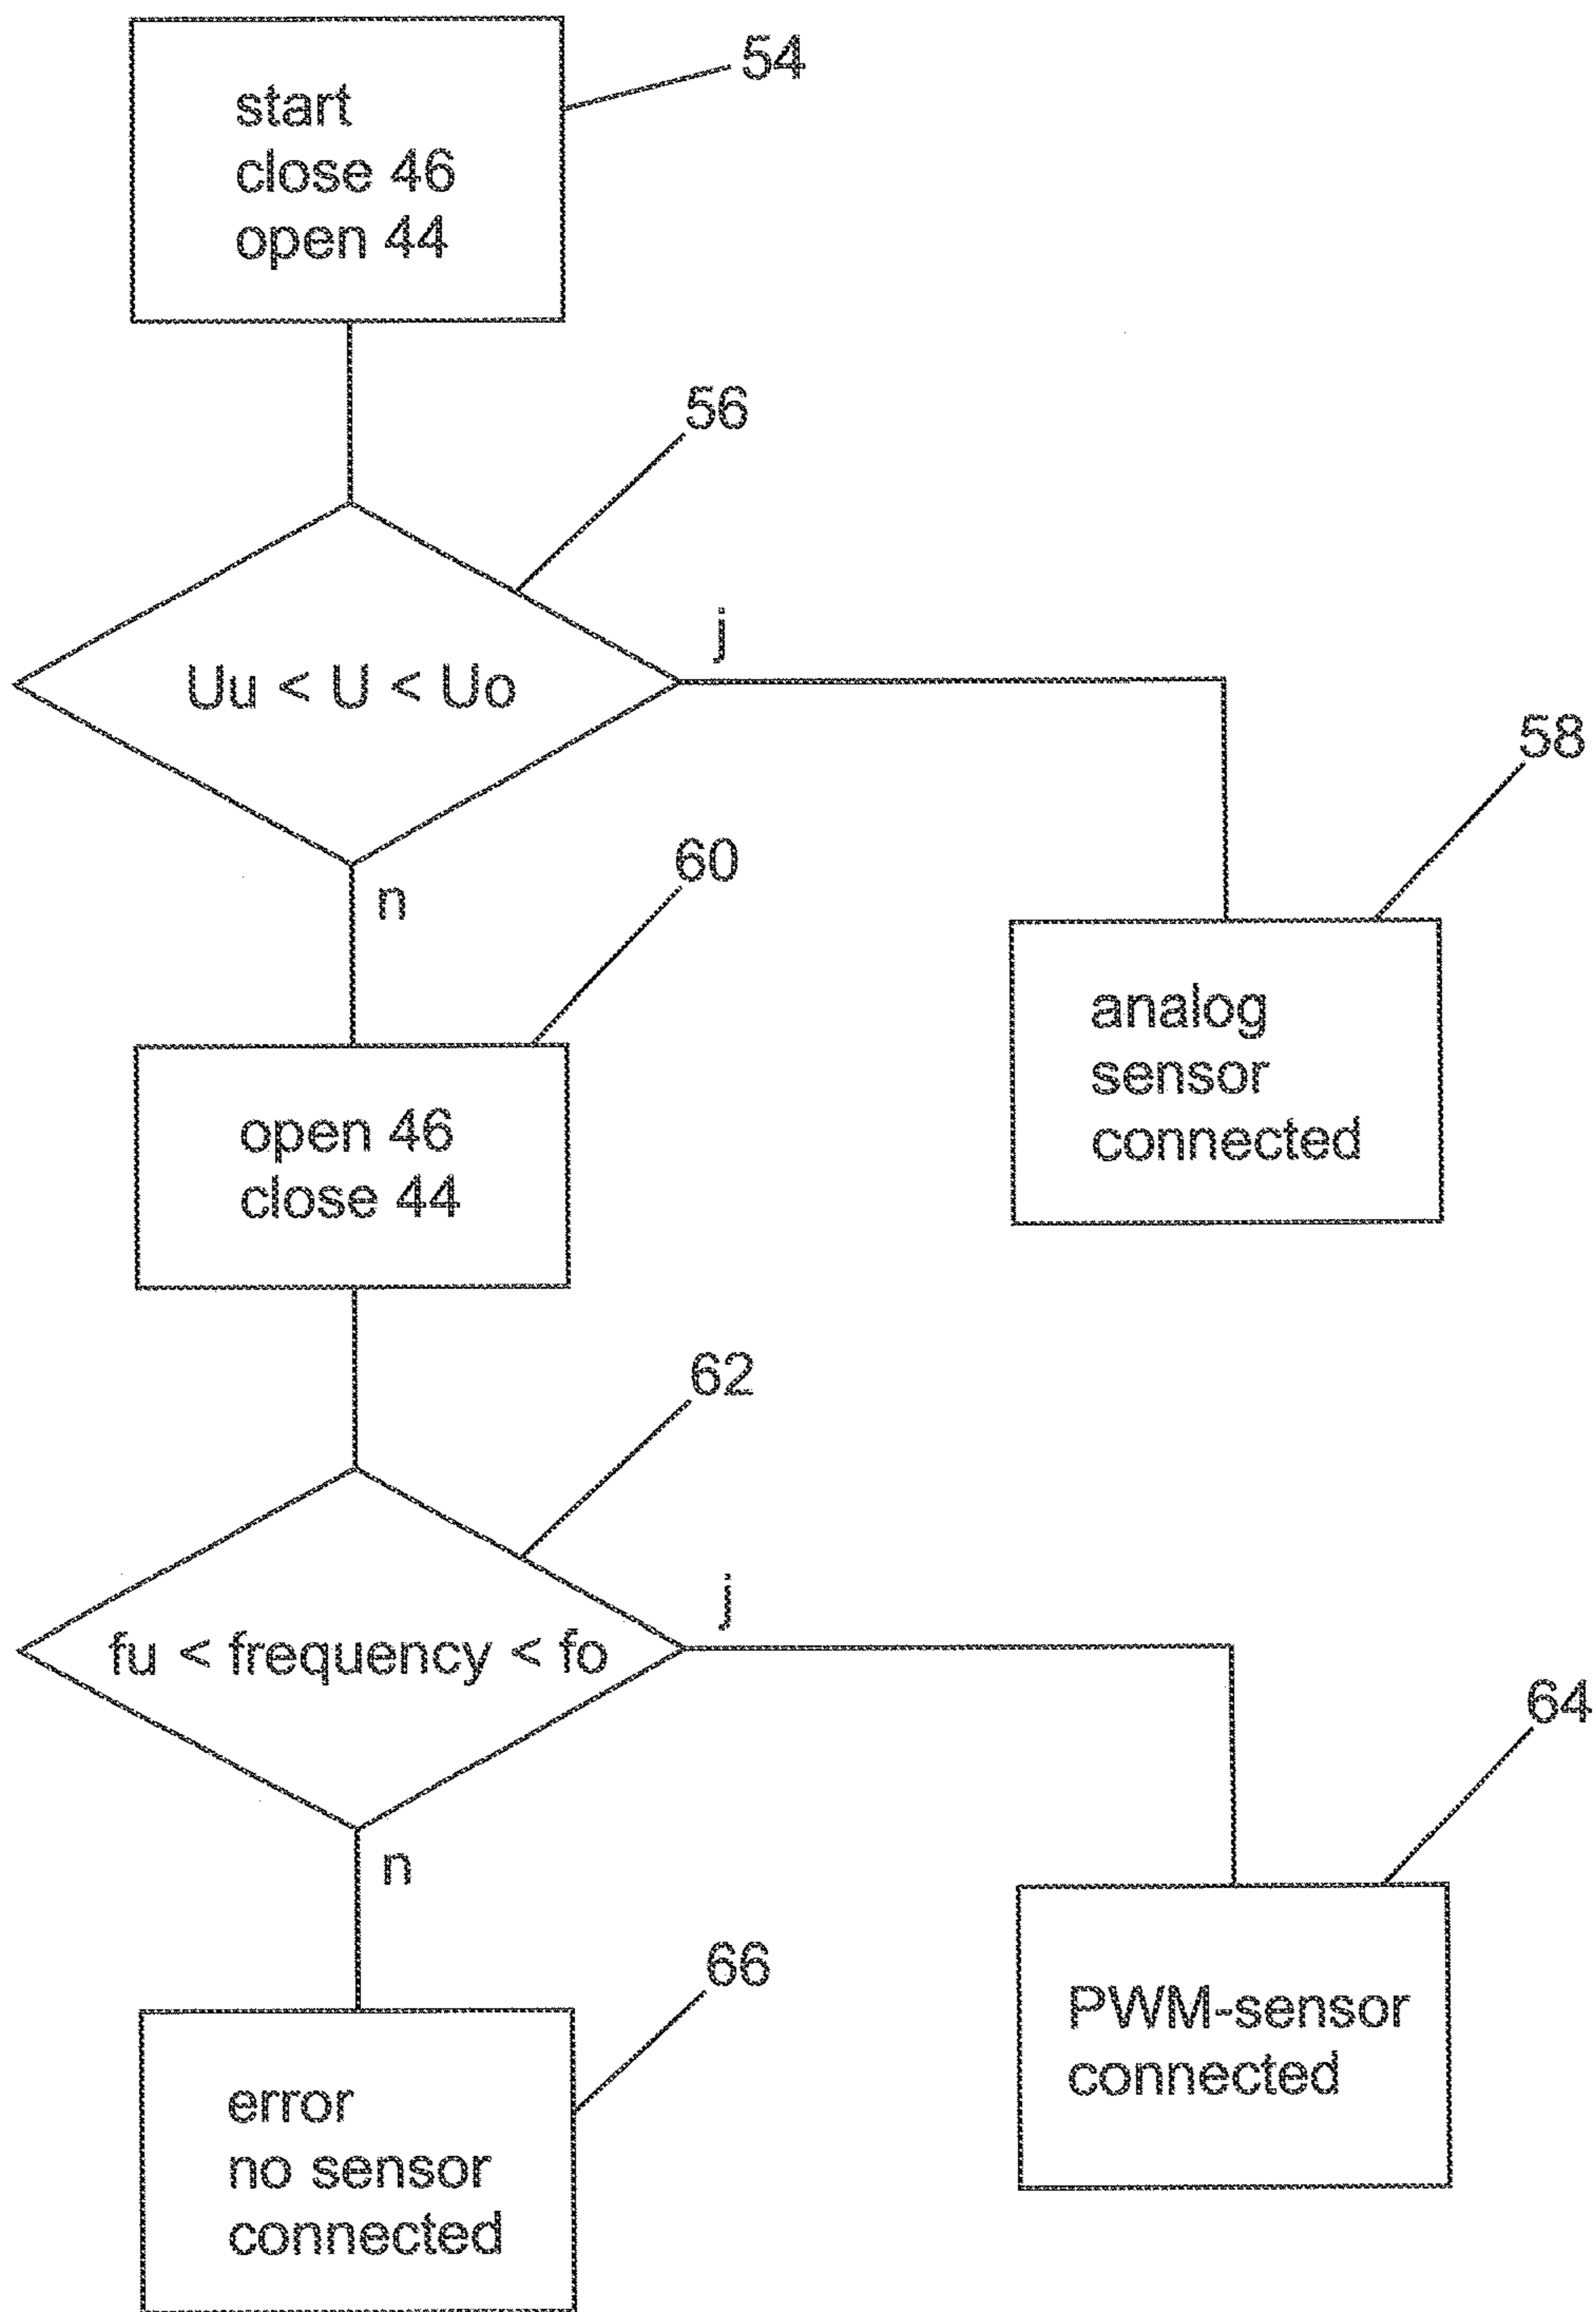 start
close 46
open 44
54
56
Uu < U < Uo
j
58
n
60
analog
sensor
connected
open 46
close 44
62
fu < frequency < fo
j
64
n
66
PWM-sensor
connected
error
no sensor
connected